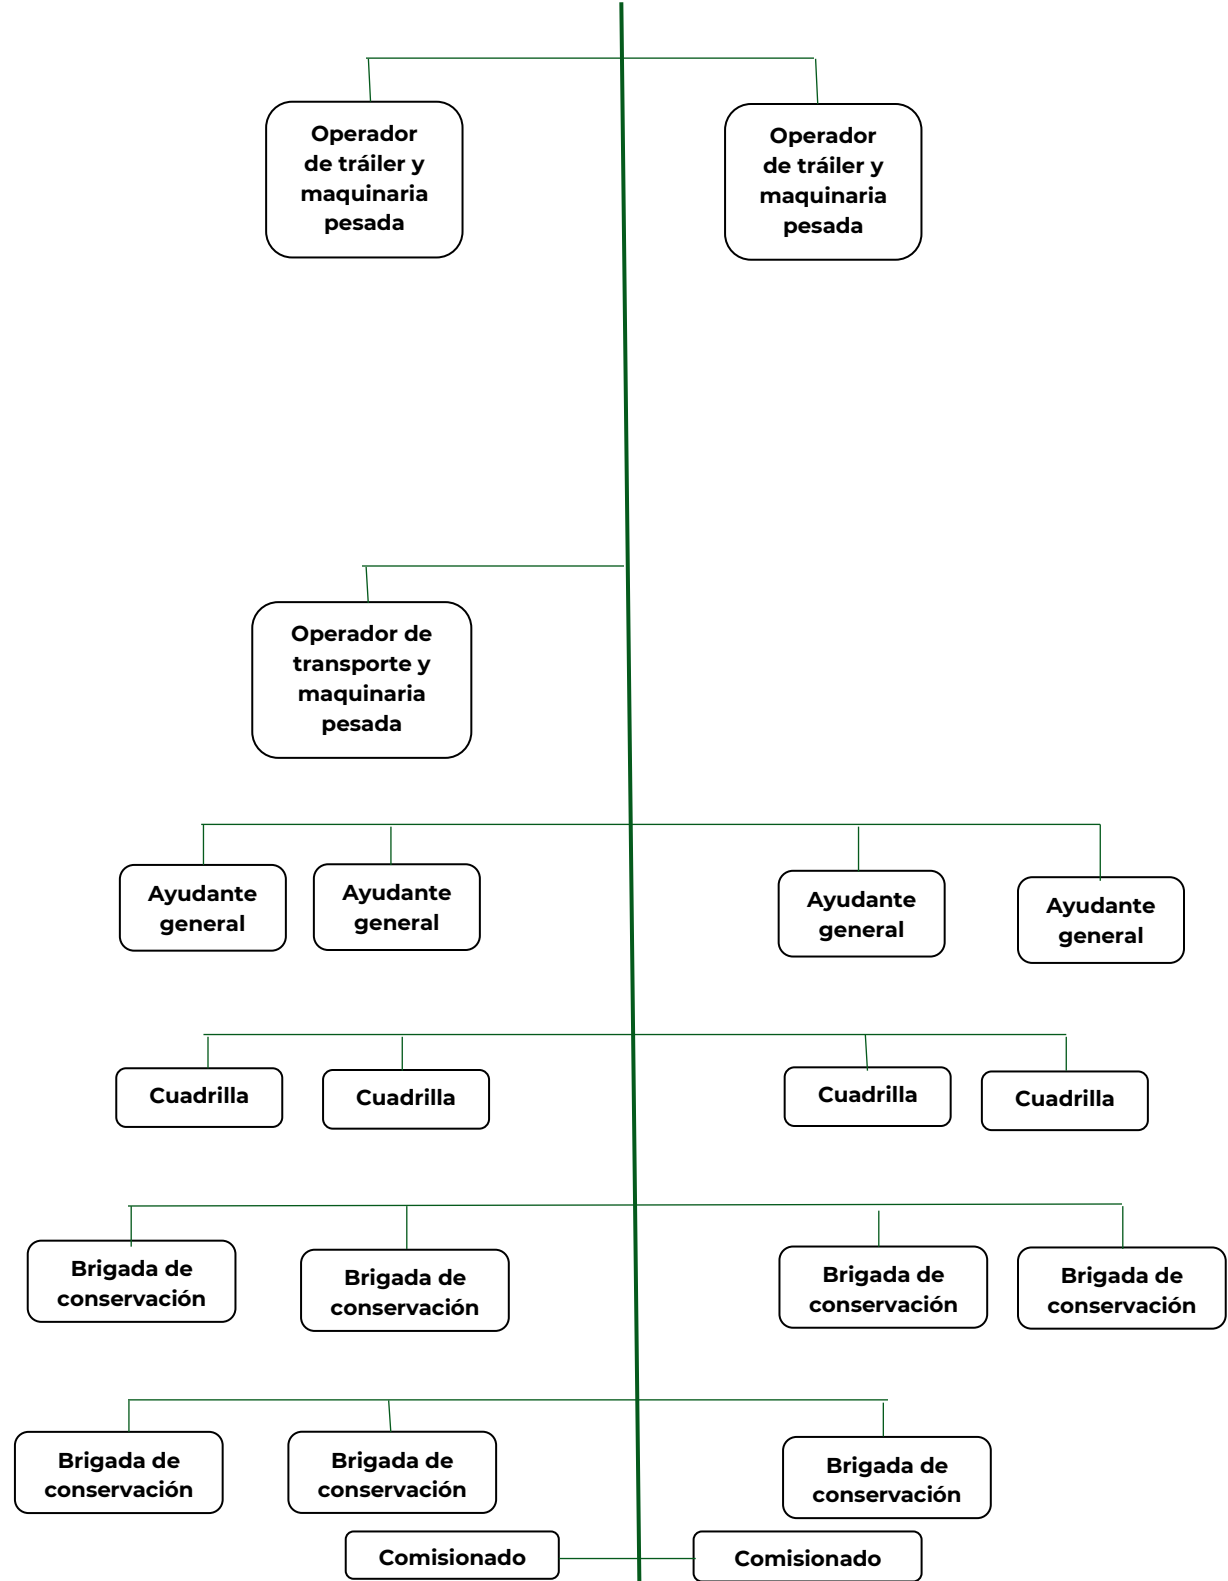 Operador
de tráiler y
maquinaria
pesada
Operador
de tráiler y
maquinaria
pesada
Operador de
transporte y
maquinaria
pesada
Ayudante
general
Ayudante
general
Ayudante
general
Ayudante
general
Cuadrilla
Cuadrilla
Cuadrilla
Cuadrilla
Brigada de
conservación
Brigada de
conservación
Brigada de
conservación
Brigada de
conservación
Brigada de
conservación
Brigada de
conservación
Brigada de
conservación
Comisionado
Comisionado